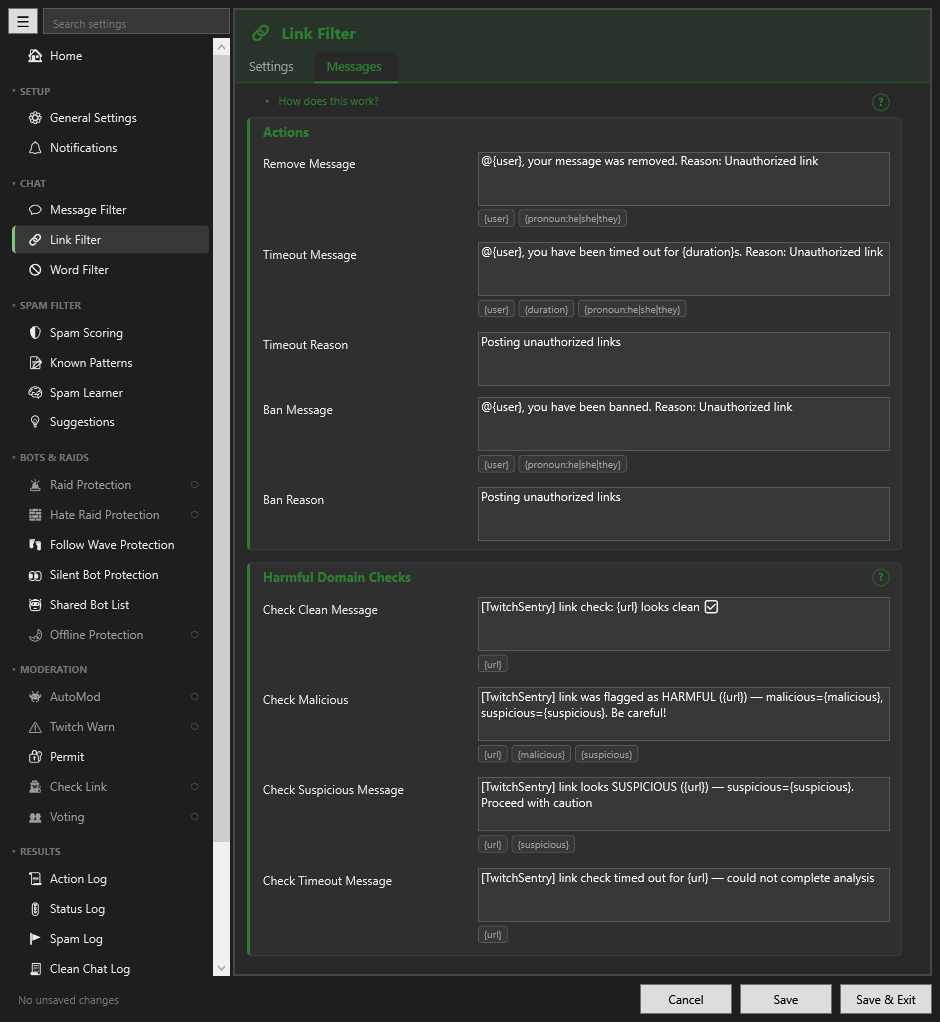 ☰
Search settings
Home
SETUP
General Settings
Notifications
CHAT
Message Filter
Link Filter
Word Filter
SPAM FILTER
Spam Scoring
Known Patterns
Spam Learner
Suggestions
BOTS & RAIDS
Raid Protection
Hate Raid Protection
Follow Wave Protection
Silent Bot Protection
Shared Bot List
Offline Protection
MODERATION
AutoMod
Twitch Warn
Permit
Check Link
Voting
RESULTS
Action Log
Status Log
Spam Log
Clean Chat Log
No unsaved changes
Link Filter
Settings Messages
How does this work? ?
Actions
Remove Message
@{user}, your message was removed. Reason: Unauthorized link
{user} {pronoun:he|she|they}
Timeout Message
@{user}, you have been timed out for {duration}s. Reason: Unauthorized link
{user} {duration} {pronoun:he|she|they}
Timeout Reason
Posting unauthorized links
Ban Message
@{user}, you have been banned. Reason: Unauthorized link
{user} {pronoun:he|she|they}
Ban Reason
Posting unauthorized links
Harmful Domain Checks ?
Check Clean Message
[TwitchSentry] link check: {url} looks clean ☑
{url}
Check Malicious
[TwitchSentry] link was flagged as HARMFUL ({url}) — malicious={malicious},
suspicious={suspicious}. Be careful!
{url} {malicious} {suspicious}
Check Suspicious Message
[TwitchSentry] link looks SUSPICIOUS ({url}) — suspicious={suspicious}.
Proceed with caution
{url} {suspicious}
Check Timeout Message
[TwitchSentry] link check timed out for {url} — could not complete analysis
{url}
Cancel Save Save & Exit